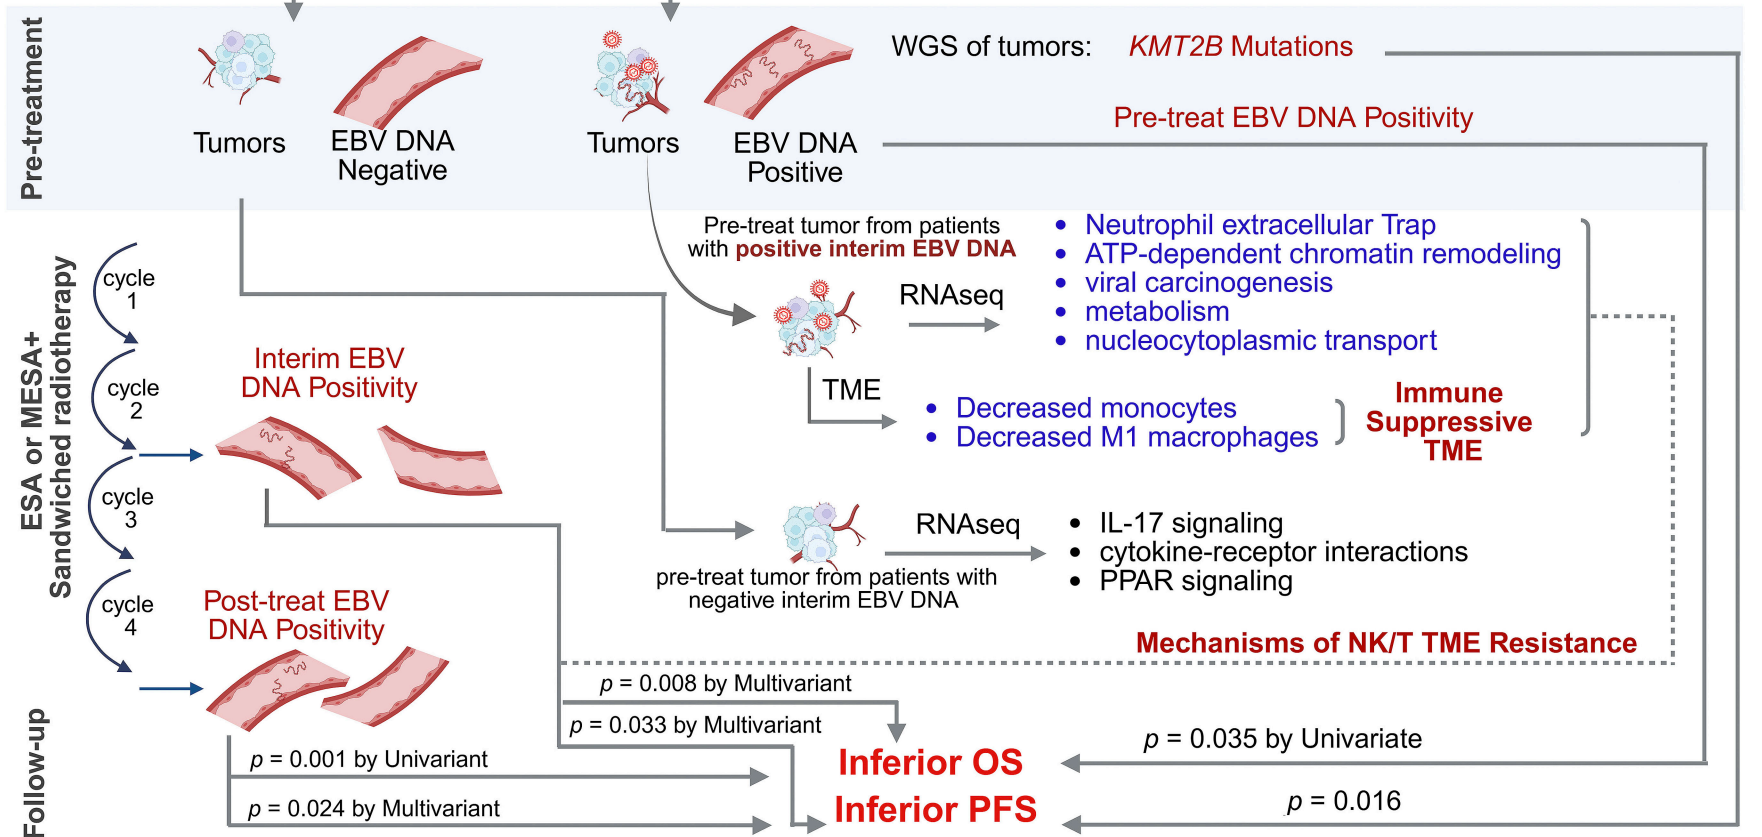 Pre-treatment
Tumors
EBV DNA
Negative
Tumors
EBV DNA
Positive
WGS of tumors: KMT2B Mutations
Pre-treat EBV DNA Positivity
ESA or MESA+
Sandwiched radiotherapy
cycle
1
cycle
2
cycle
3
cycle
4
Interim EBV
DNA Positivity
Post-treat EBV
DNA Positivity
Pre-treat tumor from patients
with positive interim EBV DNA
RNAseq
• Neutrophil extracellular Trap
• ATP-dependent chromatin remodeling
• viral carcinogenesis
• metabolism
• nucleocytoplasmic transport
TME
• Decreased monocytes
• Decreased M1 macrophages
Immune
Suppressive
TME
RNAseq
• IL-17 signaling
• cytokine-receptor interactions
• PPAR signaling
pre-treat tumor from patients with
negative interim EBV DNA
Mechanisms of NK/T TME Resistance
Follow-up
p = 0.008 by Multivariant
p = 0.033 by Multivariant
p = 0.001 by Univariant
p = 0.024 by Multivariant
Inferior OS
Inferior PFS
p = 0.035 by Univariate
p = 0.016